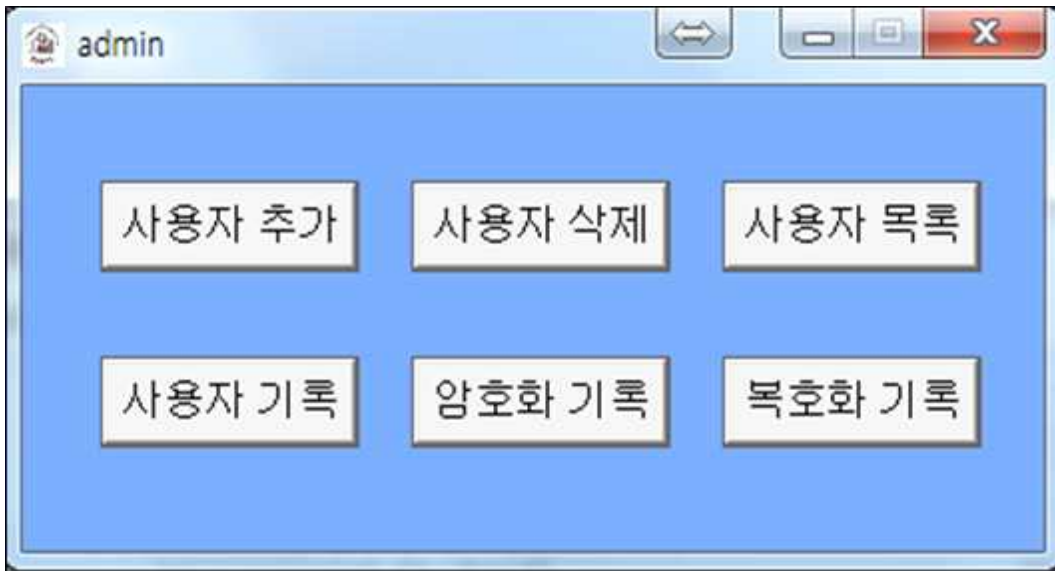 admin
사용자 추가 사용자 삭제 사용자 목록
사용자 기록 암호화 기록 복호화 기록